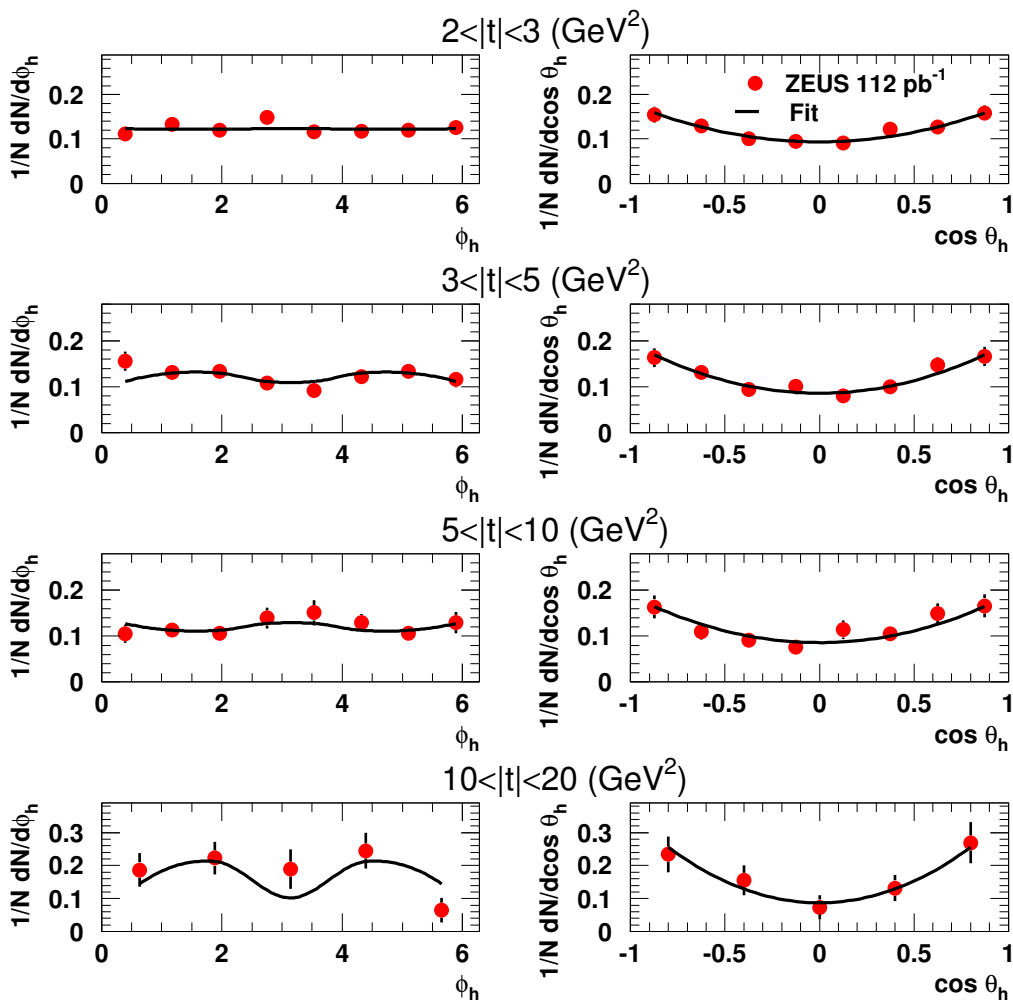 2<|t|<3 (GeV²)
1/N dN/dϕh
0.2
0.1
0
0 2 4 6
ϕh
1/N dN/dcos θh
0.2
0.1
0
ZEUS 112 pb⁻¹
Fit
-1 -0.5 0 0.5 1
cos θh
3<|t|<5 (GeV²)
1/N dN/dϕh
0.2
0.1
0
0 2 4 6
ϕh
1/N dN/dcos θh
0.2
0.1
0
-1 -0.5 0 0.5 1
cos θh
5<|t|<10 (GeV²)
1/N dN/dϕh
0.2
0.1
0
0 2 4 6
ϕh
1/N dN/dcos θh
0.2
0.1
0
-1 -0.5 0 0.5 1
cos θh
10<|t|<20 (GeV²)
1/N dN/dϕh
0.3
0.2
0.1
0
0 2 4 6
ϕh
1/N dN/dcos θh
0.3
0.2
0.1
0
-1 -0.5 0 0.5 1
cos θh